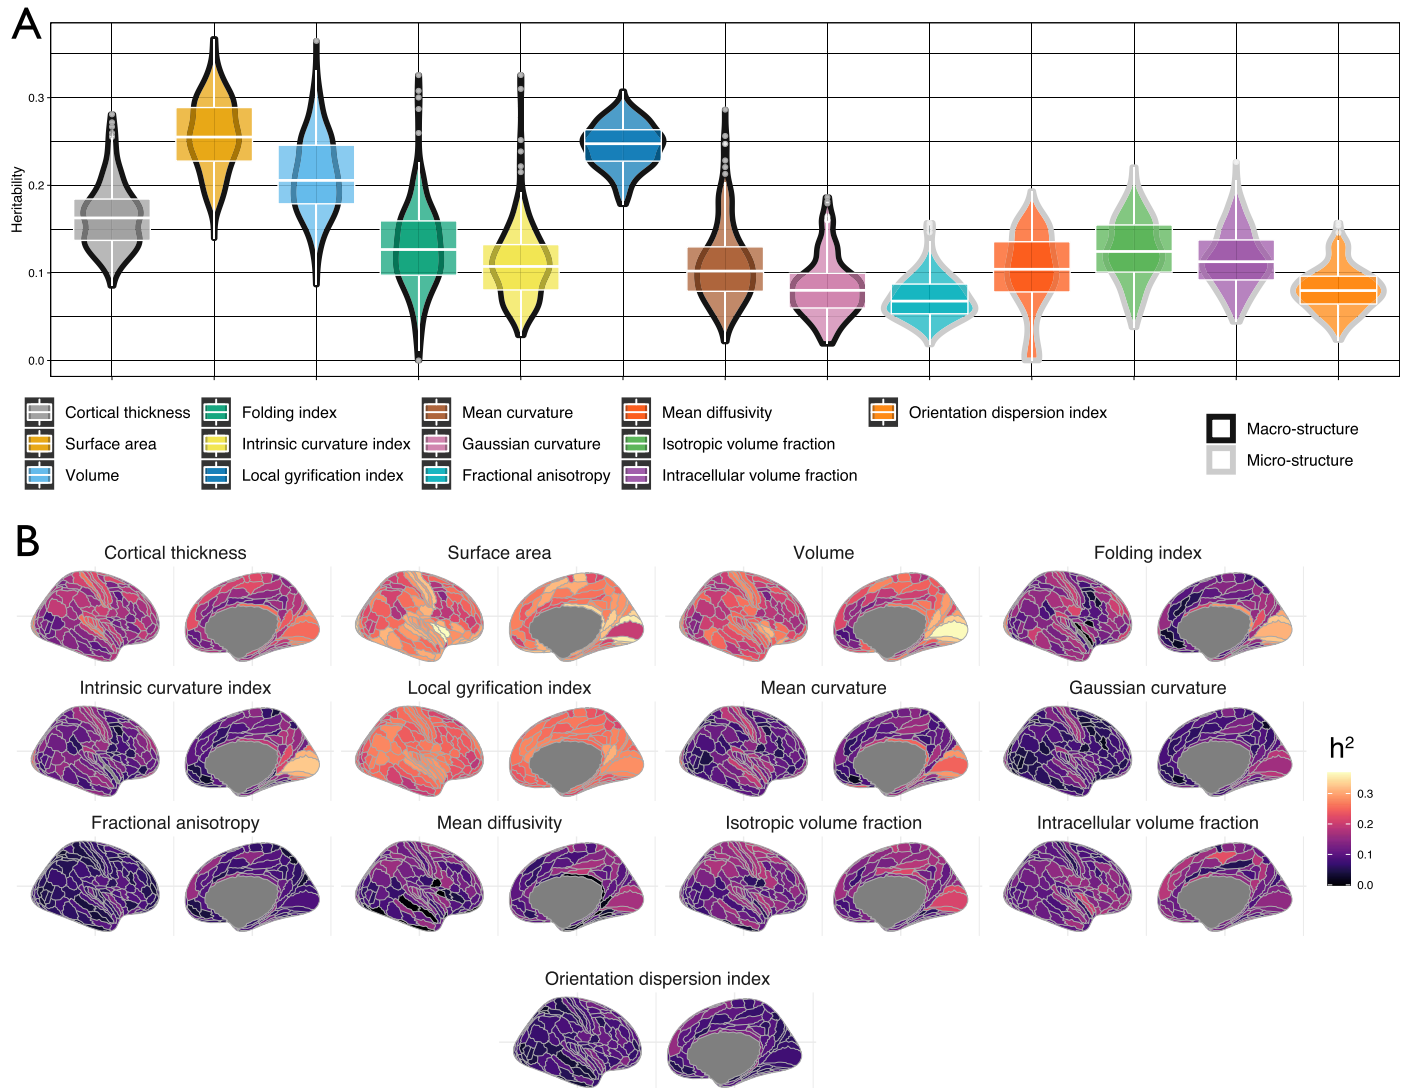 A
Heritability
0.3
0.2
0.1
0.0
Cortical thickness
Surface area
Volume
Folding index
Intrinsic curvature index
Local gyrification index
Mean curvature
Gaussian curvature
Fractional anisotropy
Mean diffusivity
Isotropic volume fraction
Intracellular volume fraction
Orientation dispersion index
Macro-structure
Micro-structure
B
Cortical thickness
Surface area
Volume
Folding index
Intrinsic curvature index
Local gyrification index
Mean curvature
Gaussian curvature
Fractional anisotropy
Mean diffusivity
Isotropic volume fraction
Intracellular volume fraction
Orientation dispersion index
h²
0.3
0.2
0.1
0.0